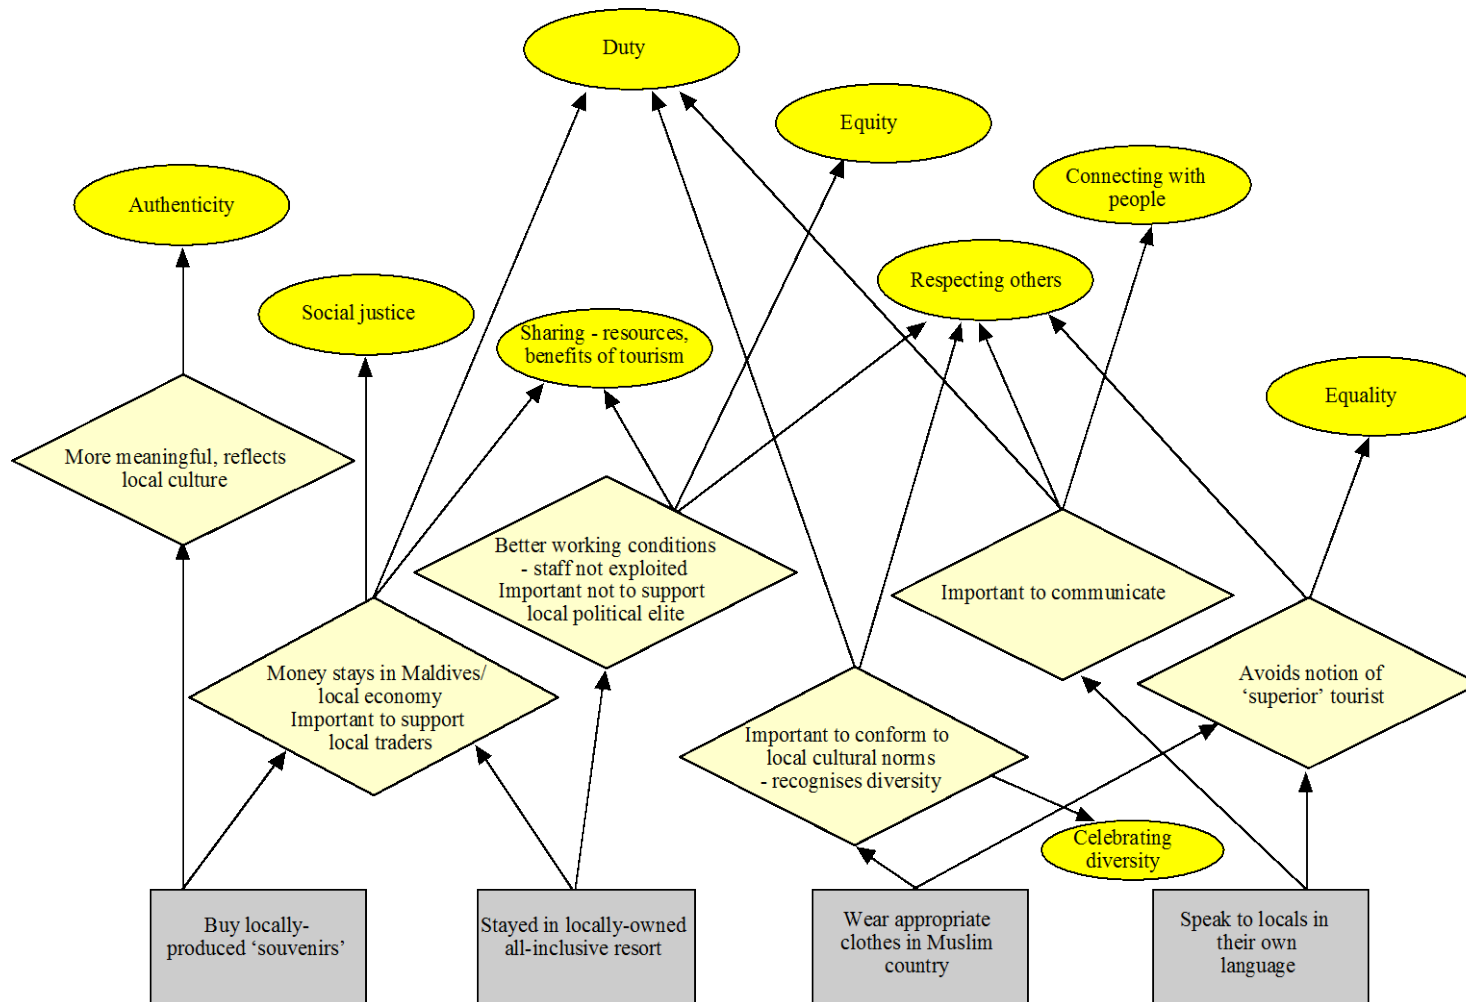 Duty
Equity
Connecting with
people
Authenticity
Respecting others
Social justice
Sharing - resources,
benefits of tourism
Equality
More meaningful, reflects
local culture
Better working conditions
- staff not exploited
Important not to support
local political elite
Important to communicate
Money stays in Maldives/
local economy
Important to support
local traders
Avoids notion of
‘superior’ tourist
Important to conform to
local cultural norms
- recognises diversity
Celebrating
diversity
Buy locally-
produced ‘souvenirs’
Stayed in locally-owned
all-inclusive resort
Wear appropriate
clothes in Muslim
country
Speak to locals in
their own
language